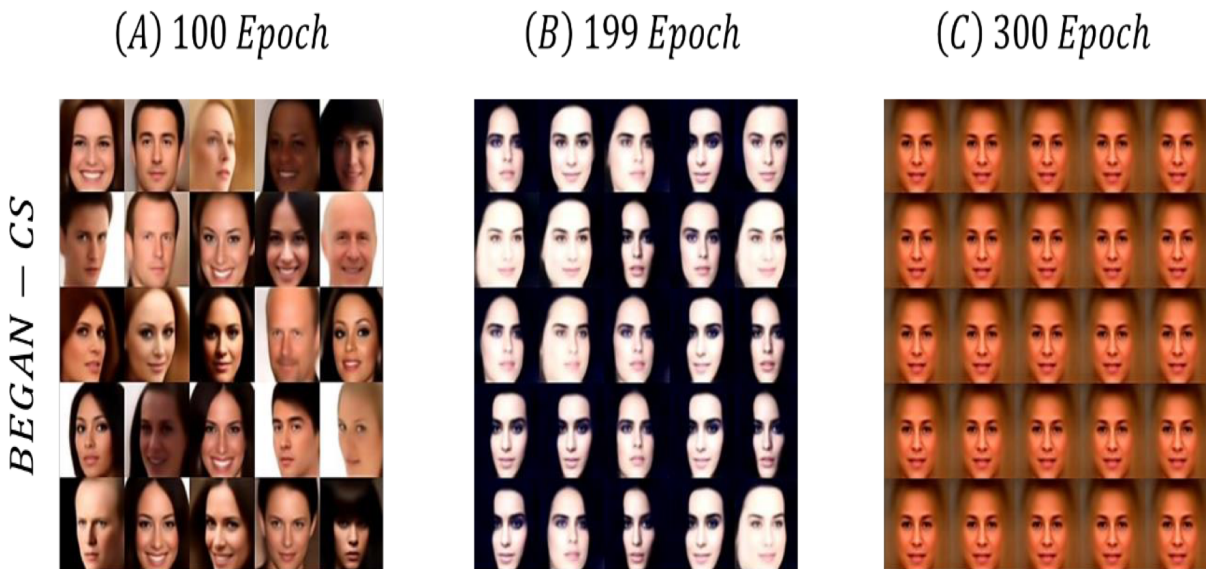 (A) 100 Epoch
(B) 199 Epoch
(C) 300 Epoch
BEGAN − CS